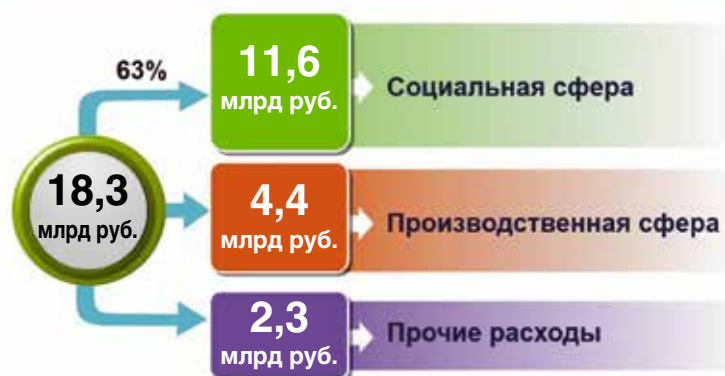 63%
18,3
млрд руб.
11,6
млрд руб.
Социальная сфера
4,4
млрд руб.
Производственная сфера
2,3
млрд руб.
Прочие расходы